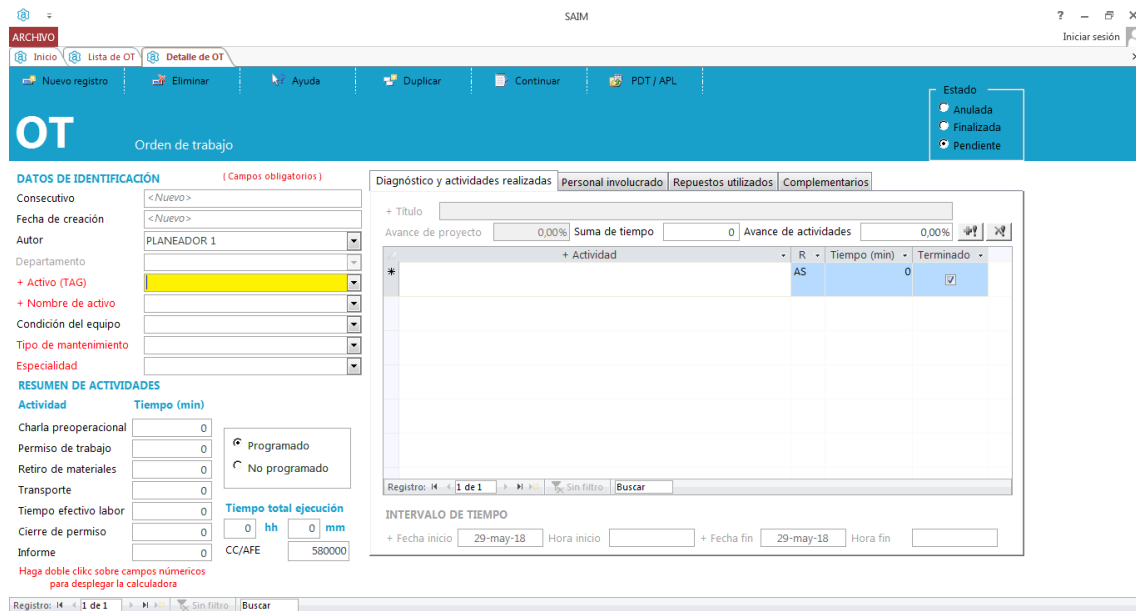 SAIM
?
ARCHIVO
Iniciar sesión
Inicio
Lista de OT
Detalle de OT
Nuevo registro
Eliminar
Ayuda
Duplicar
Continuar
PDT / APL
Estado
Anulada
Finalizada
Pendiente
OT
Orden de trabajo
DATOS DE IDENTIFICACIÓN
( Campos obligatorios )
Consecutivo <Nuevo>
Fecha de creación <Nuevo>
Autor PLANEADOR 1
Departamento
+ Activo (TAG)
+ Nombre de activo
Condición del equipo
Tipo de mantenimiento
Especialidad
RESUMEN DE ACTIVIDADES
Actividad Tiempo (min)
Charla preoperacional 0
Permiso de trabajo 0
Retiro de materiales 0
Transporte 0
Tiempo efectivo labor 0
Cierre de permiso 0
Informe 0
Programado
No programado
Tiempo total ejecución
0 hh 0 mm
CC/AFE 580000
Haga doble clikc sobre campos númericos
para desplegar la calculadora
Diagnóstico y actividades realizadas
Personal involucrado
Repuestos utilizados
Complementarios
+ Título
Avance de proyecto 0,00% Suma de tiempo 0 Avance de actividades 0,00%
+ Actividad R Tiempo (min) Terminado
* AS 0
Registro: 1 de 1 Sin filtro Buscar
INTERVALO DE TIEMPO
+ Fecha inicio 29-may-18 Hora inicio + Fecha fin 29-may-18 Hora fin
Registro: 1 de 1 Sin filtro Buscar